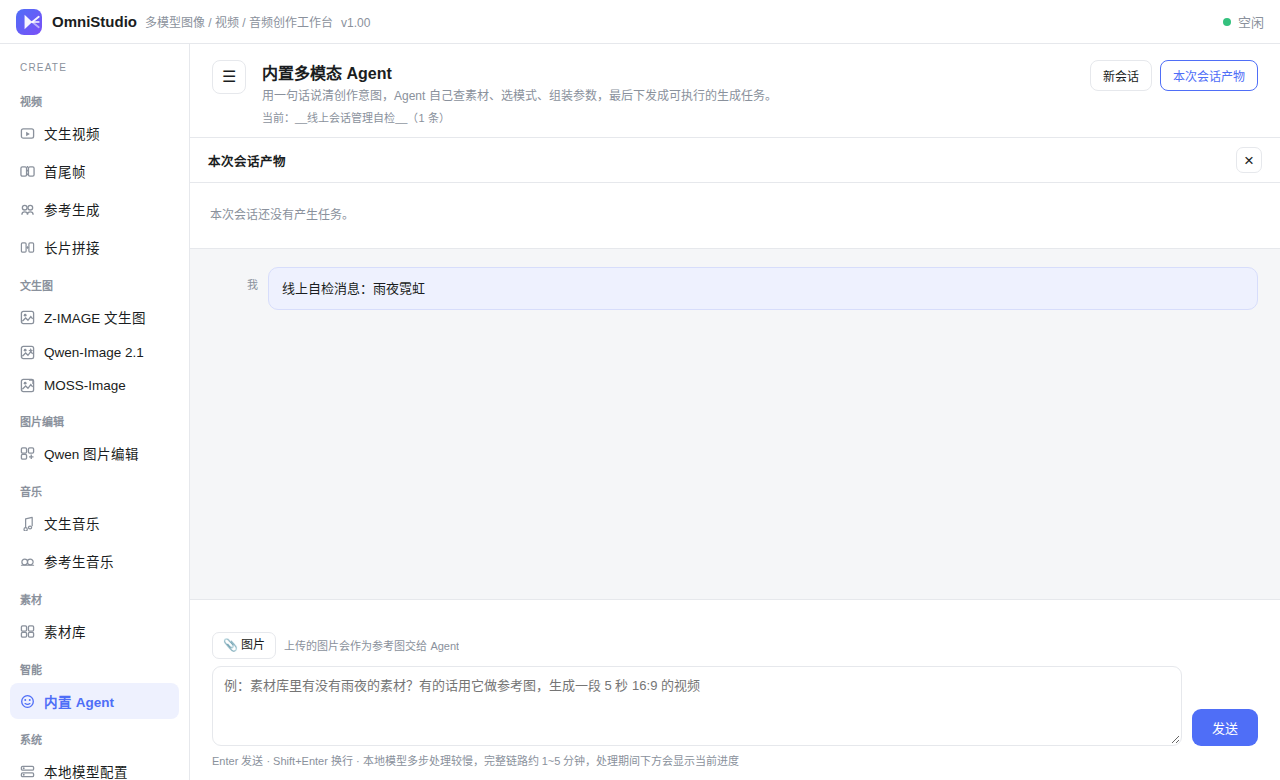 OmniStudio 多模型图像 / 视频 / 音频创作工作台 v1.00
空闲
CREATE
视频
文生视频
首尾帧
参考生成
长片拼接
文生图
Z-IMAGE 文生图
Qwen-Image 2.1
MOSS-Image
图片编辑
Qwen 图片编辑
音乐
文生音乐
参考生音乐
素材
素材库
智能
内置 Agent
系统
本地模型配置
内置多模态 Agent
用一句话说清创作意图，Agent 自己查素材、选模式、组装参数，最后下发成可执行的生成任务。
当前：__线上会话管理自检__（1 条）
新会话
本次会话产物
本次会话产物
本次会话还没有产生任务。
我
线上自检消息：雨夜霓虹
图片
上传的图片会作为参考图交给 Agent
例：素材库里有没有雨夜的素材？有的话用它做参考图，生成一段 5 秒 16:9 的视频
发送
Enter 发送 · Shift+Enter 换行 · 本地模型多步处理较慢，完整链路约 1~5 分钟，处理期间下方会显示当前进度